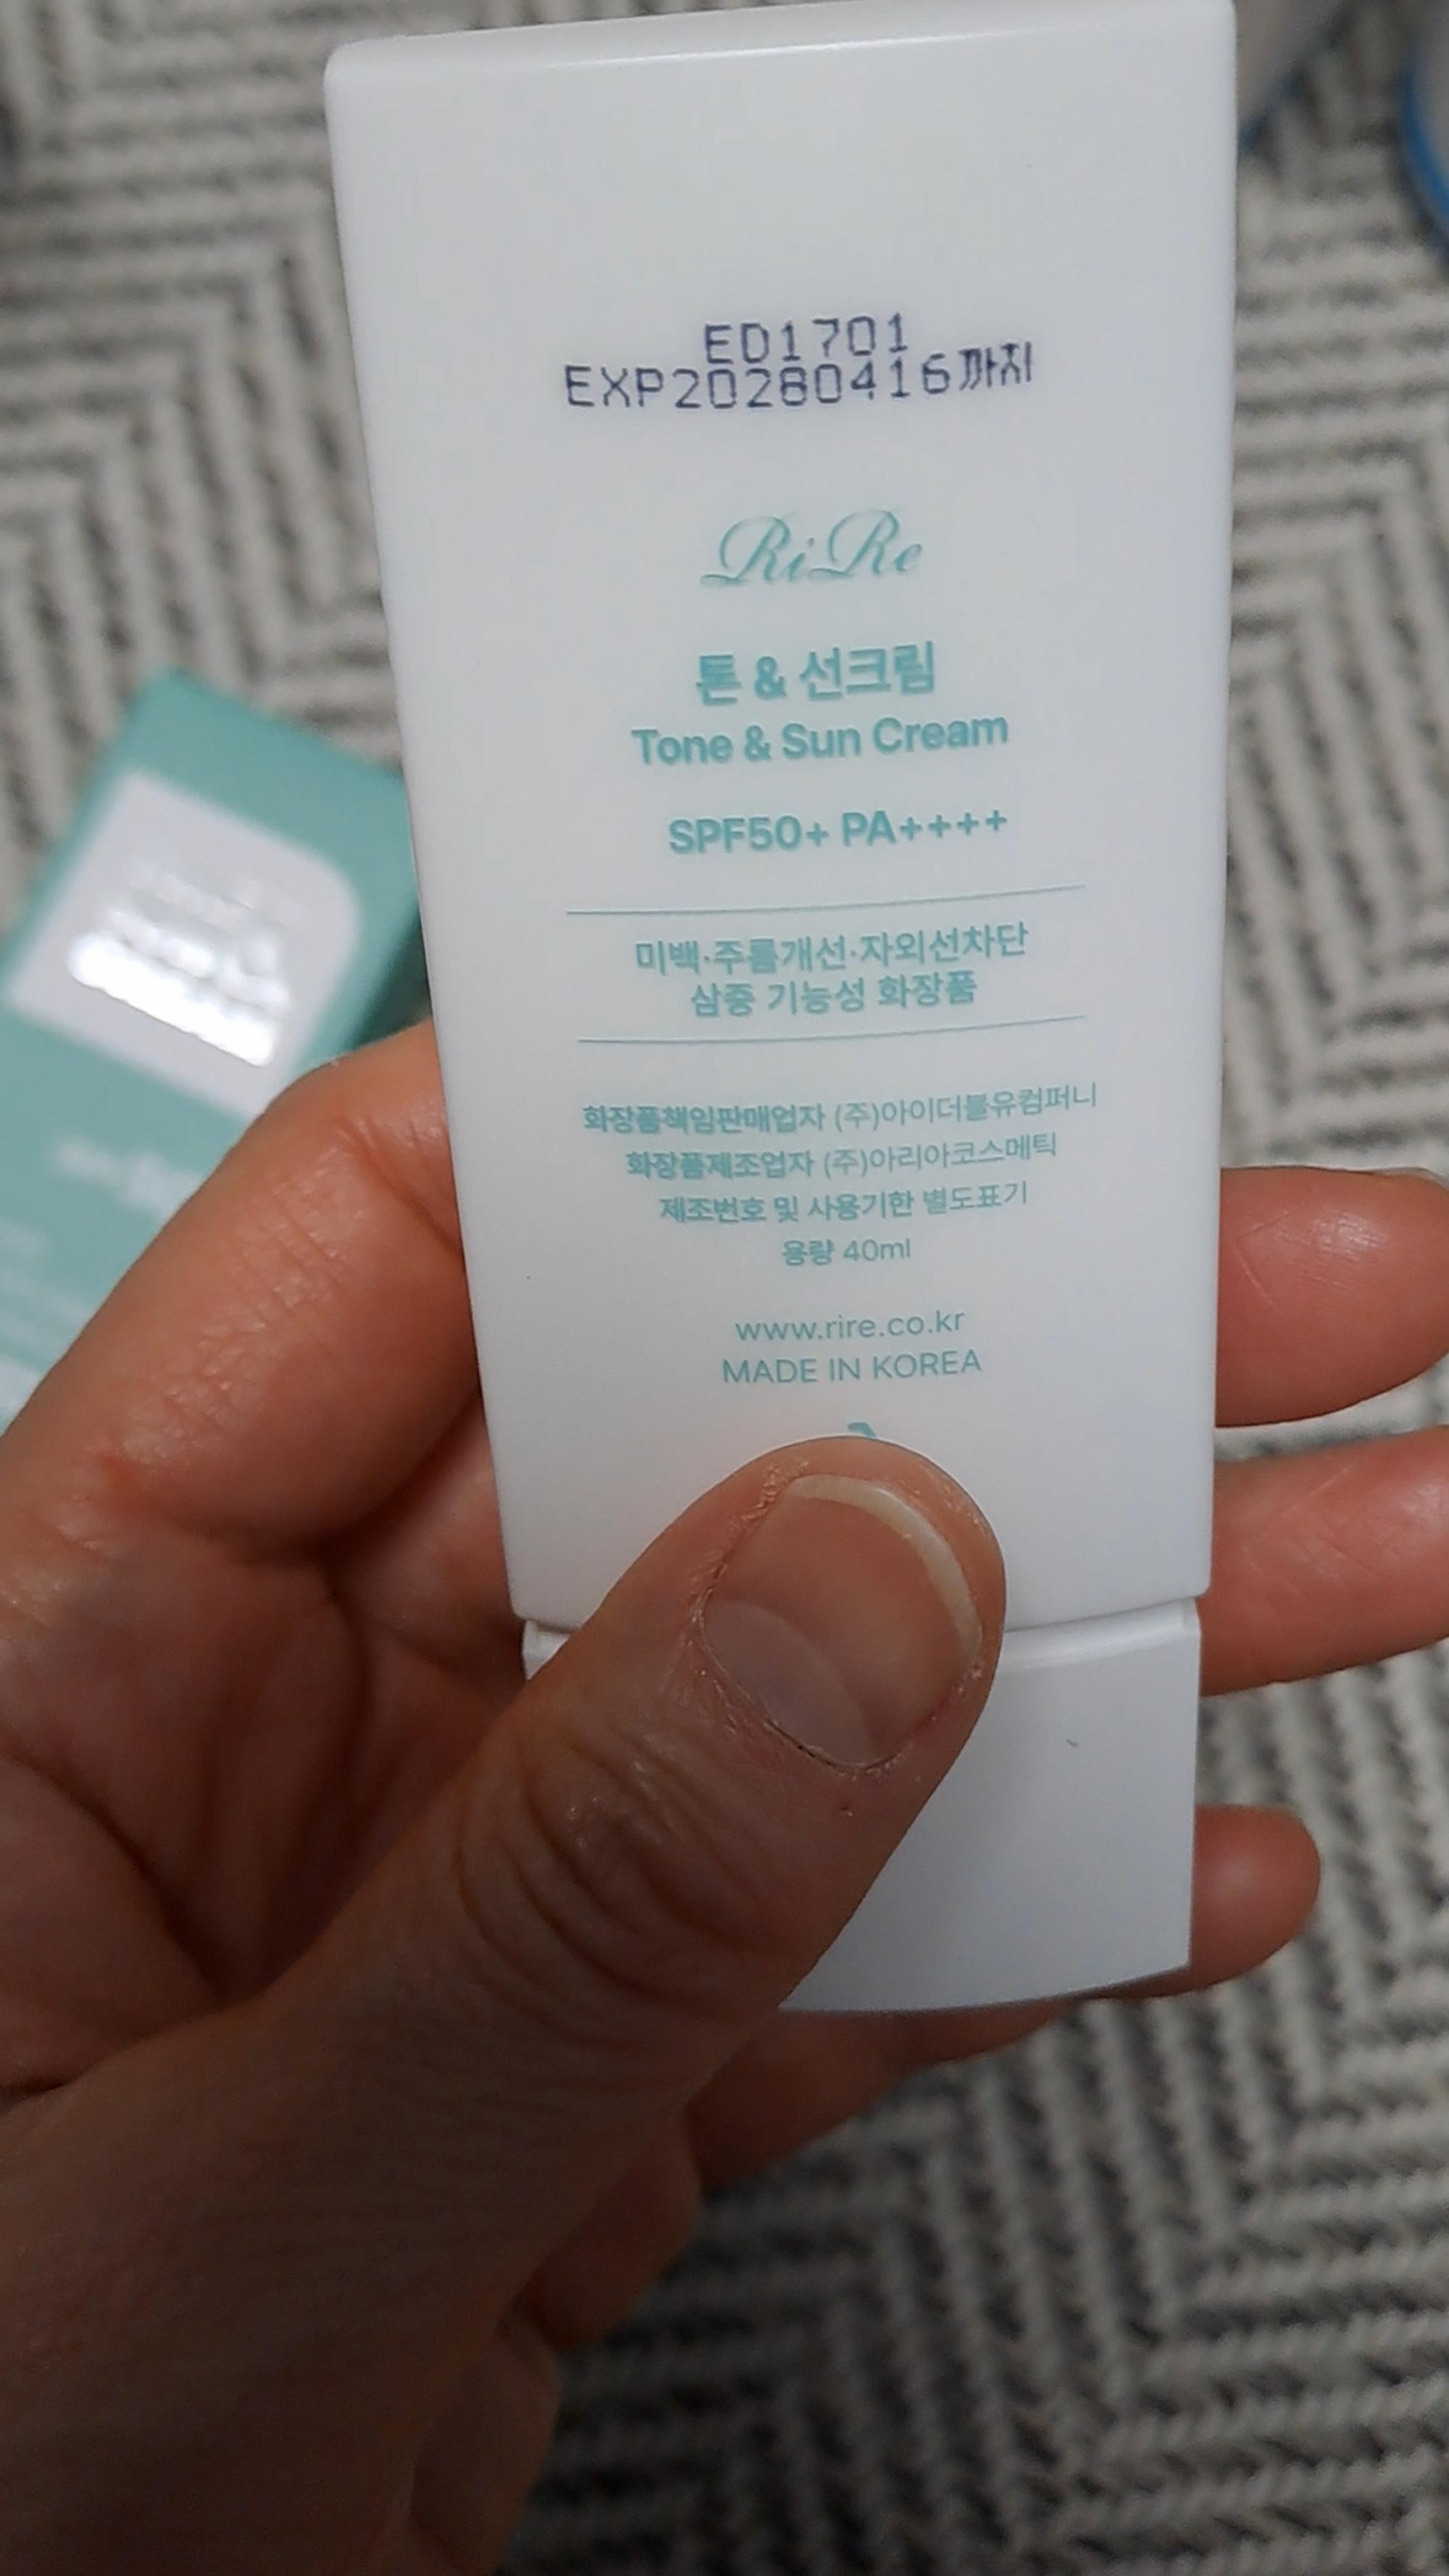 ED1701
EXP20280416까지
RiRe
톤 & 선크림
Tone & Sun Cream
SPF50+ PA++++
미백·주름개선·자외선차단
삼중 기능성 화장품
화장품책임판매업자 (주)아이더블유컴퍼니
화장품제조업자 (주)아리아코스메틱
제조번호 및 사용기한 별도표기
용량 40ml
www.rire.co.kr
MADE IN KOREA